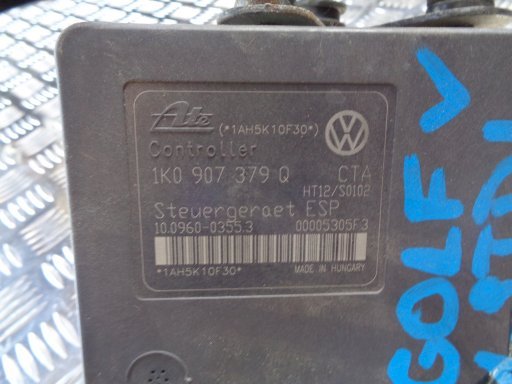 Ate (*1AH5K10F30*)
Controller
1K0 907 379 Q CTA
HT12/S0102
Steuergeraet ESP
10.0960-0355.3 00005305F3
*1AH5K10F30* MADE IN HUNGARY
GOLF V
TDI